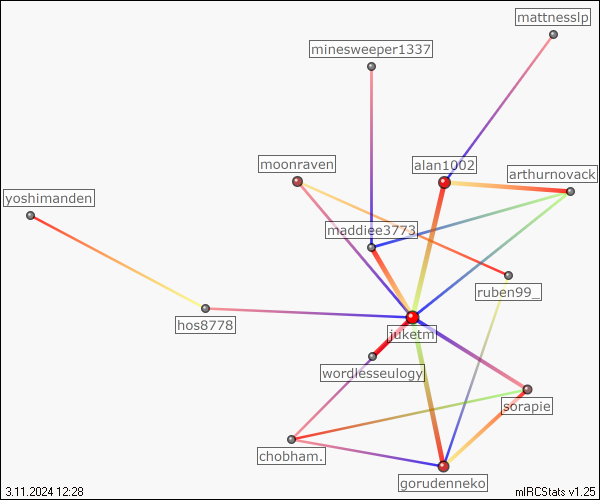 mattnesslp
minesweeper1337
moonraven
alan1002
arthurnovack
yoshimanden
maddiee3773
ruben99_
hos8778
juketm
wordlesseulogy
sorapie
chobham.
gorudenneko
3.11.2024 12:28
mIRCStats v1.25